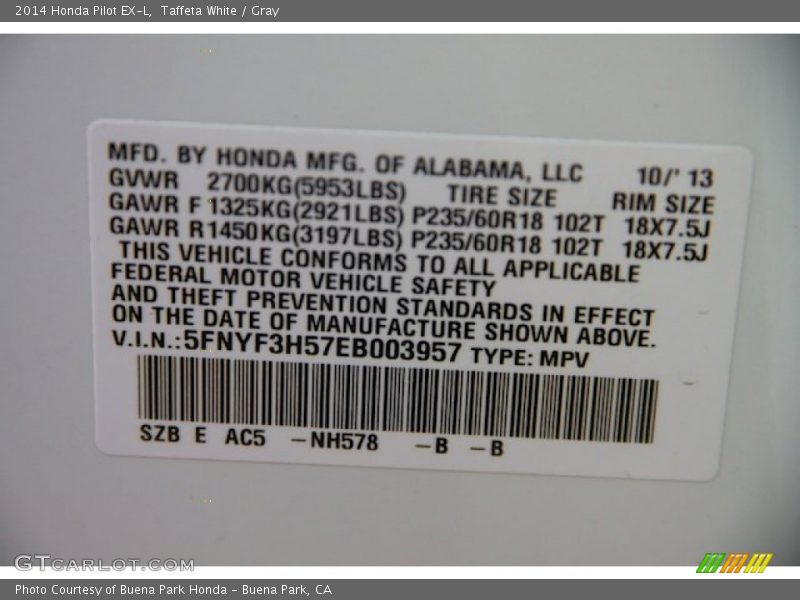 2014 Honda Pilot EX-L, Taffeta White / Gray
MFD. BY HONDA MFG. OF ALABAMA, LLC 10/' 13
GVWR 2700KG(5953LBS) TIRE SIZE RIM SIZE
GAWR F 1325KG(2921LBS) P235/60R18 102T 18X7.5J
GAWR R1450KG(3197LBS) P235/60R18 102T 18X7.5J
THIS VEHICLE CONFORMS TO ALL APPLICABLE
FEDERAL MOTOR VEHICLE SAFETY
AND THEFT PREVENTION STANDARDS IN EFFECT
ON THE DATE OF MANUFACTURE SHOWN ABOVE.
V.I.N.:5FNYF3H57EB003957 TYPE: MPV
SZB E AC5 -NH578 -B -B
GTCARLOT.COM
Photo Courtesy of Buena Park Honda - Buena Park, CA